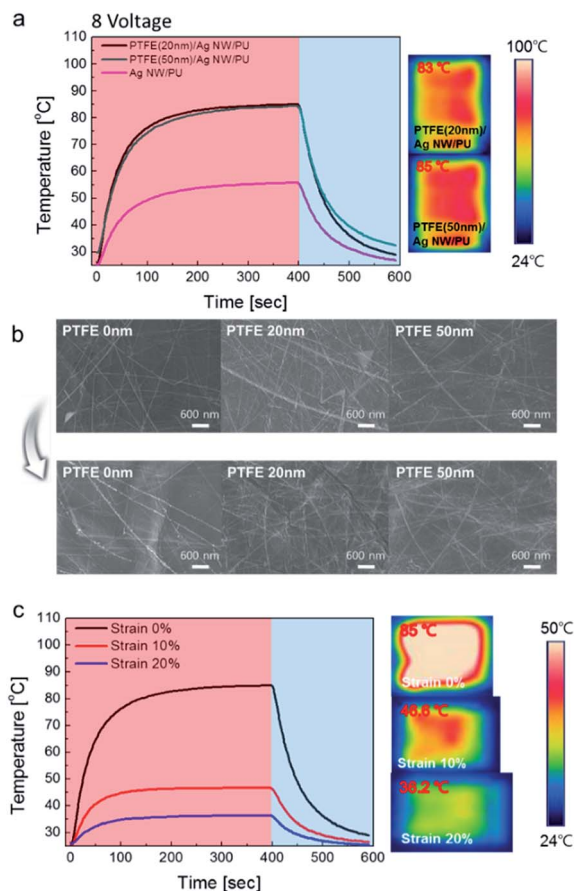 a
8 Voltage
110
100
90
80
70
60
50
40
30
Temperature [°C]
PTFE(20nm)/Ag NW/PU
PTFE(50nm)/Ag NW/PU
Ag NW/PU
0 100 200 300 400 500 600
Time [sec]
83 ℃
PTFE(20nm)/
Ag NW/PU
85 ℃
PTFE(50nm)/
Ag NW/PU
100℃
24℃
b
PTFE 0nm
600 nm
PTFE 20nm
600 nm
PTFE 50nm
600 nm
PTFE 0nm
600 nm
PTFE 20nm
600 nm
PTFE 50nm
600 nm
c
110
100
90
80
70
60
50
40
30
Temperature [°C]
Strain 0%
Strain 10%
Strain 20%
0 100 200 300 400 500 600
Time [sec]
85 ℃
Strain 0%
46.6 ℃
Strain 10%
36.2 ℃
Strain 20%
50℃
24℃